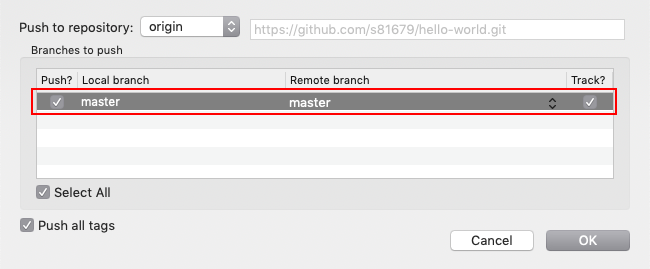 Push to repository: origin https://github.com/s81679/hello-world.git
Branches to push
Push? Local branch Remote branch Track?
master master
Select All
Push all tags
Cancel OK